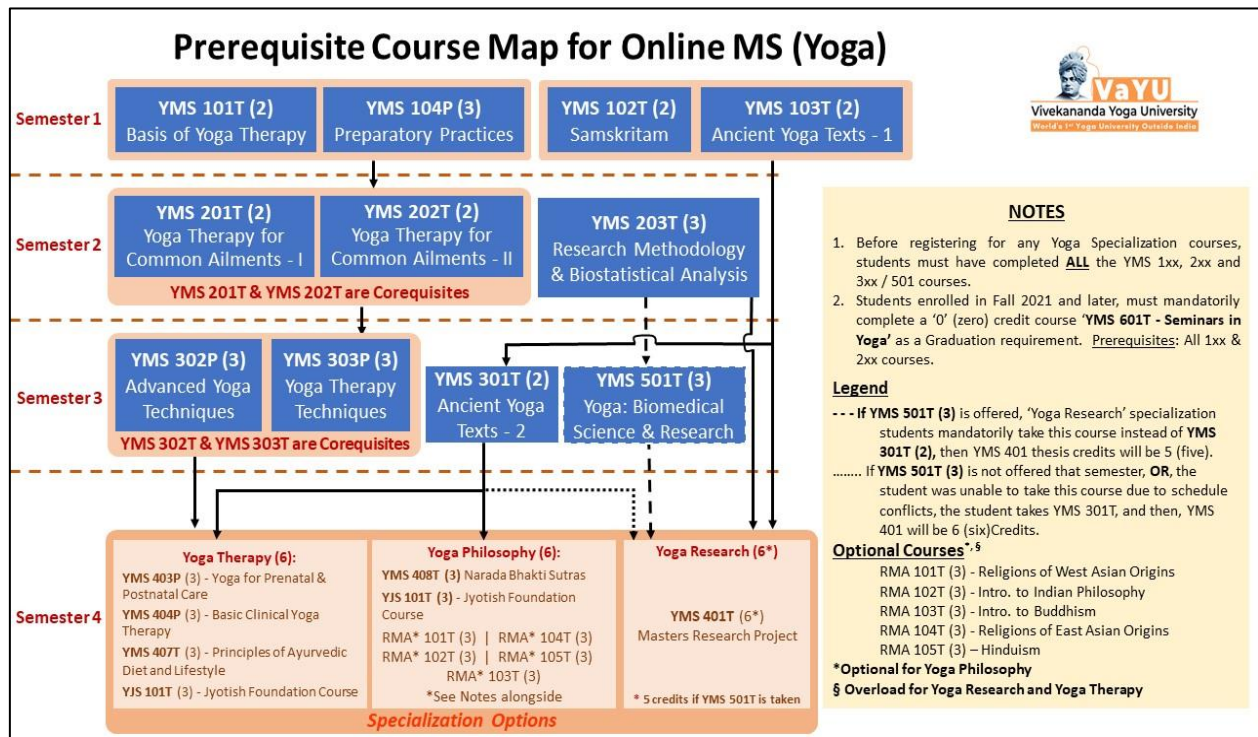 Prerequisite Course Map for Online MS (Yoga)
VaYU
Vivekananda Yoga University
World's 1st Yoga University Outside India
Semester 1
YMS 101T (2)
Basis of Yoga Therapy
YMS 104P (3)
Preparatory Practices
YMS 102T (2)
Samskritam
YMS 103T (2)
Ancient Yoga Texts - 1
Semester 2
YMS 201T (2)
Yoga Therapy for
Common Ailments - I
YMS 202T (2)
Yoga Therapy for
Common Ailments - II
YMS 201T & YMS 202T are Corequisites
YMS 203T (3)
Research Methodology
& Biostatistical Analysis
Semester 3
YMS 302P (3)
Advanced Yoga
Techniques
YMS 303P (3)
Yoga Therapy
Techniques
YMS 302T & YMS 303T are Corequisites
YMS 301T (2)
Ancient Yoga
Texts - 2
YMS 501T (3)
Yoga: Biomedical
Science & Research
Semester 4
Yoga Therapy (6):
YMS 403P (3) - Yoga for Prenatal &
Postnatal Care
YMS 404P (3) - Basic Clinical Yoga
Therapy
YMS 407T (3) - Principles of Ayurvedic
Diet and Lifestyle
YJS 101T (3) - Jyotish Foundation Course
Yoga Philosophy (6):
YMS 408T (3) Narada Bhakti Sutras
YJS 101T (3) - Jyotish Foundation
Course
RMA* 101T (3) | RMA* 104T (3)
RMA* 102T (3) | RMA* 105T (3)
RMA* 103T (3)
*See Notes alongside
Yoga Research (6*)
YMS 401T (6*)
Masters Research Project
* 5 credits if YMS 501T is taken
Specialization Options
NOTES
1. Before registering for any Yoga Specialization courses,
students must have completed ALL the YMS 1xx, 2xx and
3xx / 501 courses.
2. Students enrolled in Fall 2021 and later, must mandatorily
complete a '0' (zero) credit course 'YMS 601T - Seminars in
Yoga' as a Graduation requirement. Prerequisites: All 1xx &
2xx courses.
Legend
- - - If YMS 501T (3) is offered, 'Yoga Research' specialization
students mandatorily take this course instead of YMS
301T (2), then YMS 401 thesis credits will be 5 (five).
........ If YMS 501T (3) is not offered that semester, OR, the
student was unable to take this course due to schedule
conflicts, the student takes YMS 301T, and then, YMS
401 will be 6 (six)Credits.
Optional Courses*, §
RMA 101T (3) - Religions of West Asian Origins
RMA 102T (3) - Intro. to Indian Philosophy
RMA 103T (3) - Intro. to Buddhism
RMA 104T (3) - Religions of East Asian Origins
RMA 105T (3) – Hinduism
*Optional for Yoga Philosophy
§ Overload for Yoga Research and Yoga Therapy